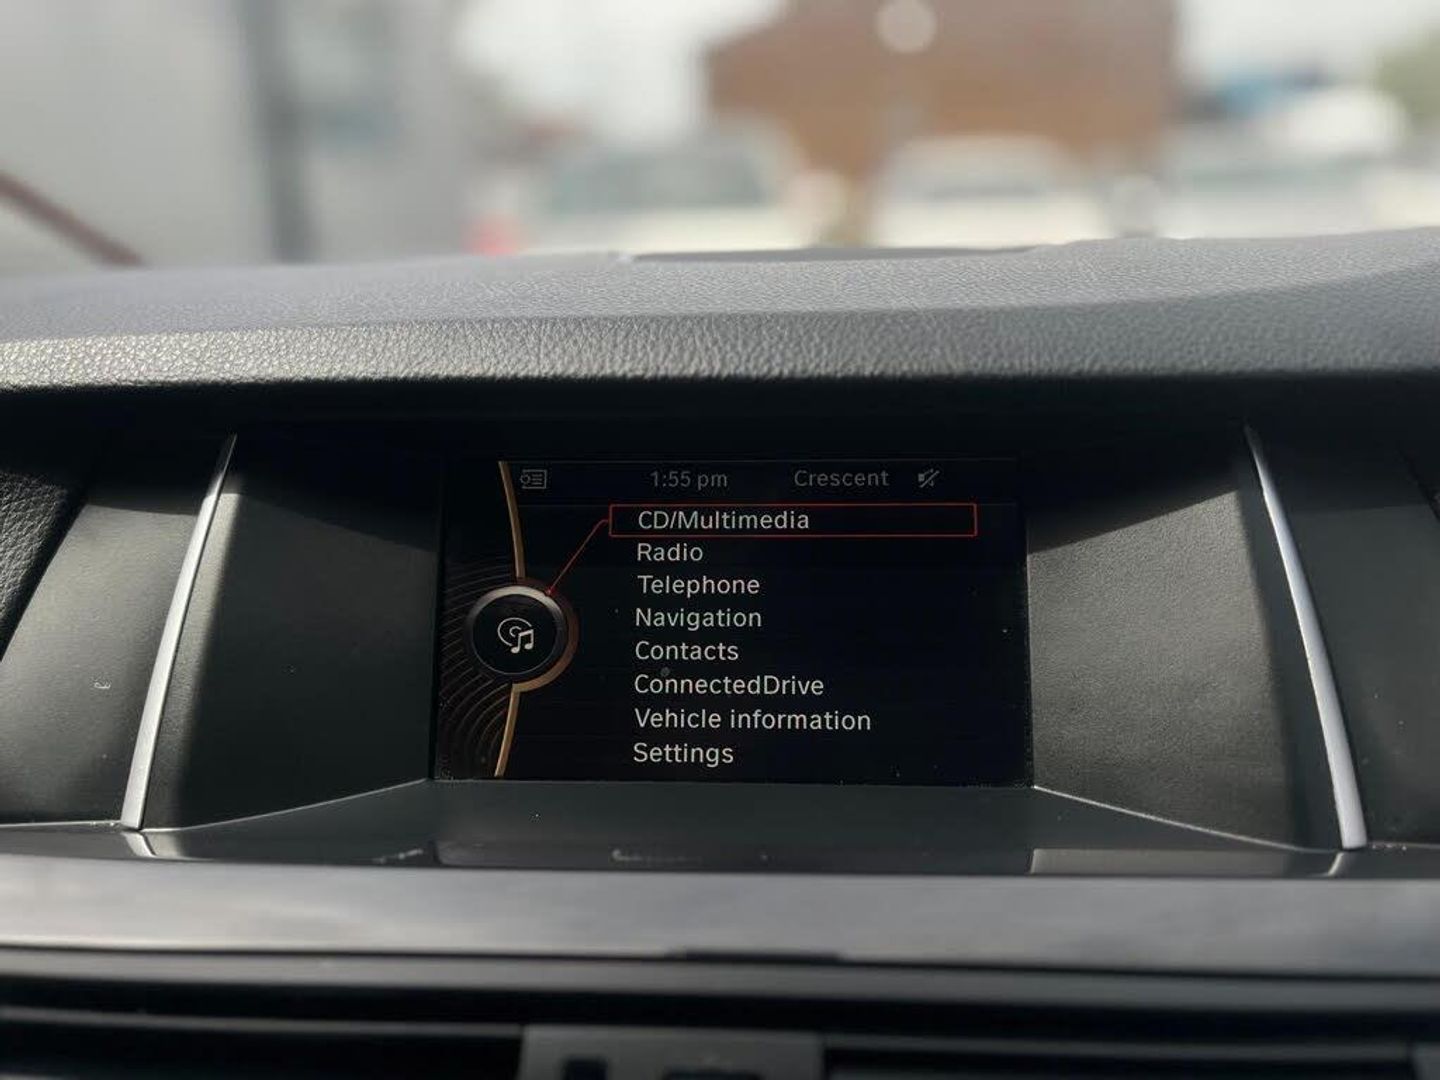 1:55 pm Crescent
CD/Multimedia
Radio
Telephone
Navigation
Contacts
ConnectedDrive
Vehicle information
Settings